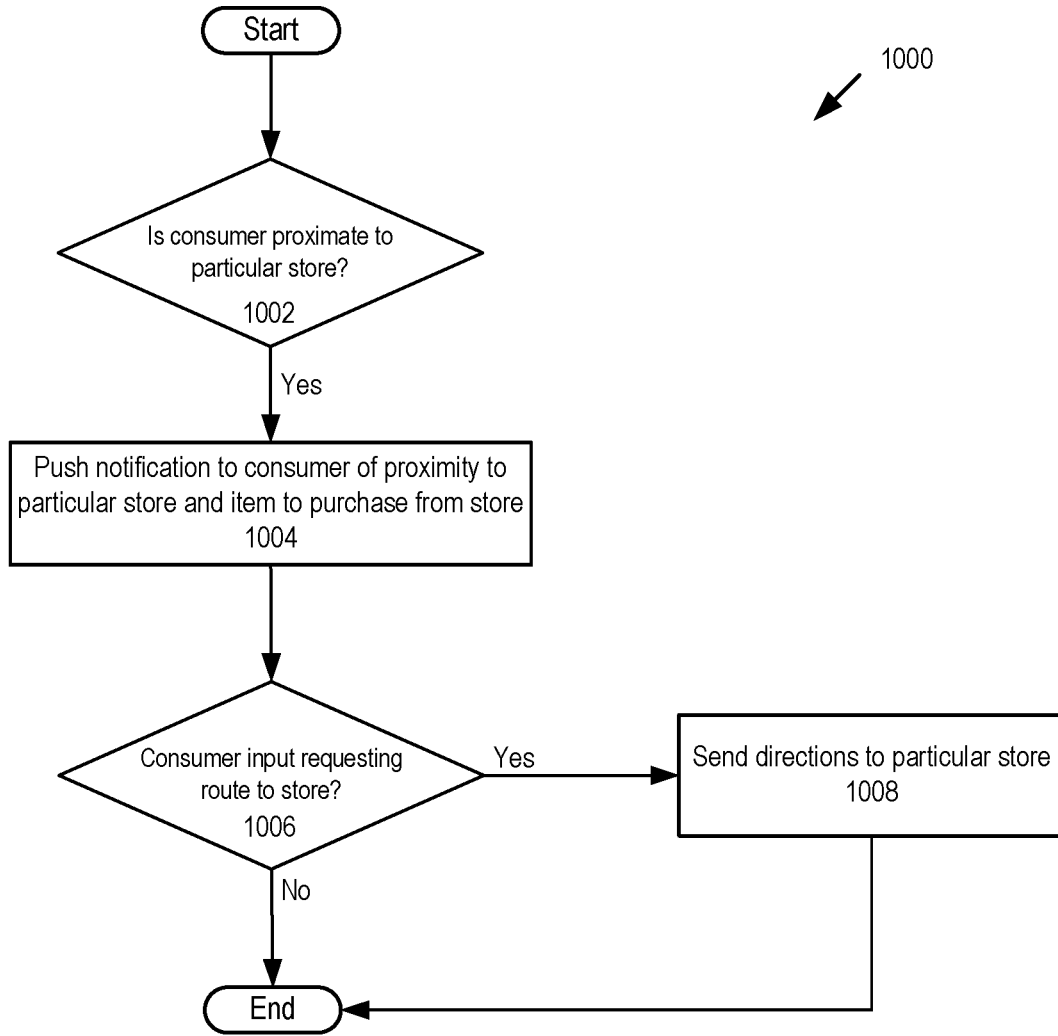 Start
1000
Is consumer proximate to
particular store?
1002
Yes
Push notification to consumer of proximity to
particular store and item to purchase from store
1004
Consumer input requesting
route to store?
1006
Yes
Send directions to particular store
1008
No
End